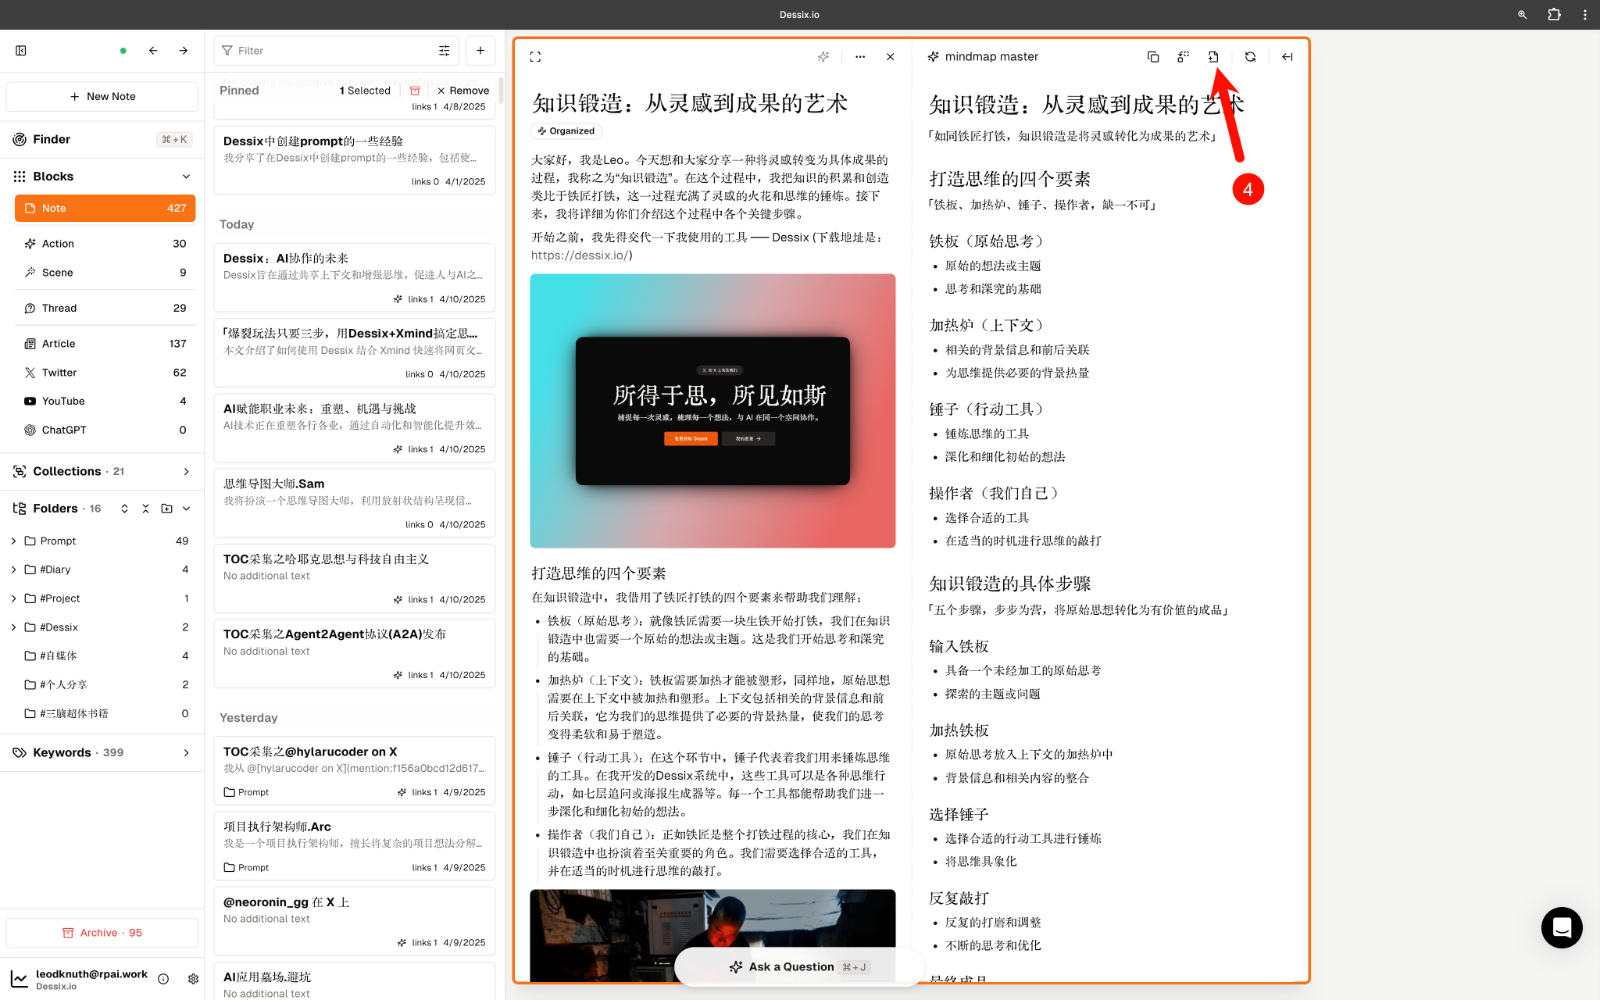 Dessix.io
New Note
Finder
⌘+K
Blocks
Note 427
Action 30
Scene 9
Thread 29
Article 137
Twitter 62
YouTube 4
ChatGPT 0
Collections · 21
Folders · 16
Prompt 49
#Diary 4
#Project 1
#Dessix 2
#自媒体 4
#个人分享 2
#三脑超体书籍 0
Keywords · 399
Archive · 95
leodknuth@rpai.work
Dessix.io
Filter
Pinned
1 Selected
Remove
links 1 4/8/2025
Dessix中创建prompt的一些经验
我分享了在Dessix中创建prompt的一些经验，包括使...
links 0 4/1/2025
Today
Dessix：AI协作的未来
Dessix旨在通过共享上下文和增强思维，促进人与AI之...
links 1 4/10/2025
「爆裂玩法只要三步，用Dessix+Xmind搞定思...
本文介绍了如何使用 Dessix 结合 Xmind 快速将网页文...
links 0 4/10/2025
AI赋能职业未来：重塑、机遇与挑战
AI技术正在重塑各行各业，通过自动化和智能化提升效...
links 1 4/10/2025
思维导图大师.Sam
我将扮演一个思维导图大师，利用放射状结构呈现信...
links 0 4/10/2025
TOC采集之哈耶克思想与科技自由主义
No additional text
links 1 4/10/2025
TOC采集之Agent2Agent协议(A2A)发布
No additional text
links 1 4/10/2025
Yesterday
TOC采集之@hylarucoder on X
我从 @[hylarucoder on X](mention:f156a0bcd12d617...
Prompt
links 1 4/9/2025
项目执行架构师.Arc
我是一个项目执行架构师，擅长将复杂的项目想法分解...
Prompt
links 1 4/9/2025
@neoronin_gg 在 X 上
No additional text
links 1 4/9/2025
AI应用墓场.避坑
No additional text
知识锻造：从灵感到成果的艺术
Organized
大家好，我是Leo。今天想和大家分享一种将灵感转变为具体成果的
过程，我称之为“知识锻造”。在这个过程中，我把知识的积累和创造
类比于铁匠打铁，这一过程充满了灵感的火花和思维的锤炼。接下
来，我将详细为你们介绍这个过程中各个关键步骤。
开始之前，我先得交代一下我使用的工具 —— Dessix (下载地址是：
https://dessix.io/)
所得于思，所见如斯
捕捉每一次灵感，梳理每一个想法，与 AI 在同一个空间协作。
打造思维的四个要素
在知识锻造中，我借用了铁匠打铁的四个要素来帮助我们理解：
• 铁板（原始思考）：就像铁匠需要一块生铁开始打铁，我们在知识
锻造中也需要一个原始的想法或主题。这是我们开始思考和深究
的基础。
• 加热炉（上下文）：铁板需要加热才能被塑形，同样地，原始思想
需要在上下文中被加热和塑形。上下文包括相关的背景信息和前
后关联，它为我们的思维提供了必要的背景热量，使我们的思考
变得柔软和易于塑造。
• 锤子（行动工具）：在这个环节中，锤子代表着我们用来锤炼思维
的工具。在我开发的Dessix系统中，这些工具可以是各种思维行
动，如七层追问或海报生成器等。每一个工具都能帮助我们进一
步深化和细化初始的想法。
• 操作者（我们自己）：正如铁匠是整个打铁过程的核心，我们在知
识锻造中也扮演着至关重要的角色。我们需要选择合适的工具，
并在适当的时机进行思维的敲打。
Ask a Question ⌘+J
mindmap master
知识锻造：从灵感到成果的艺术
「如同铁匠打铁，知识锻造是将灵感转化为成果的艺术」
4
打造思维的四个要素
「铁板、加热炉、锤子、操作者，缺一不可」
铁板（原始思考）
• 原始的想法或主题
• 思考和深究的基础
加热炉（上下文）
• 相关的背景信息和前后关联
• 为思维提供必要的背景热量
锤子（行动工具）
• 锤炼思维的工具
• 深化和细化初始的想法
操作者（我们自己）
• 选择合适的工具
• 在适当的时机进行思维的敲打
知识锻造的具体步骤
「五个步骤，步步为营，将原始思想转化为有价值的成品」
输入铁板
• 具备一个未经加工的原始思考
• 探索的主题或问题
加热铁板
• 原始思考放入上下文的加热炉中
• 背景信息和相关内容的整合
选择锤子
• 选择合适的行动工具进行锤炼
• 将思维具象化
反复敲打
• 反复的打磨和调整
• 不断的思考和优化